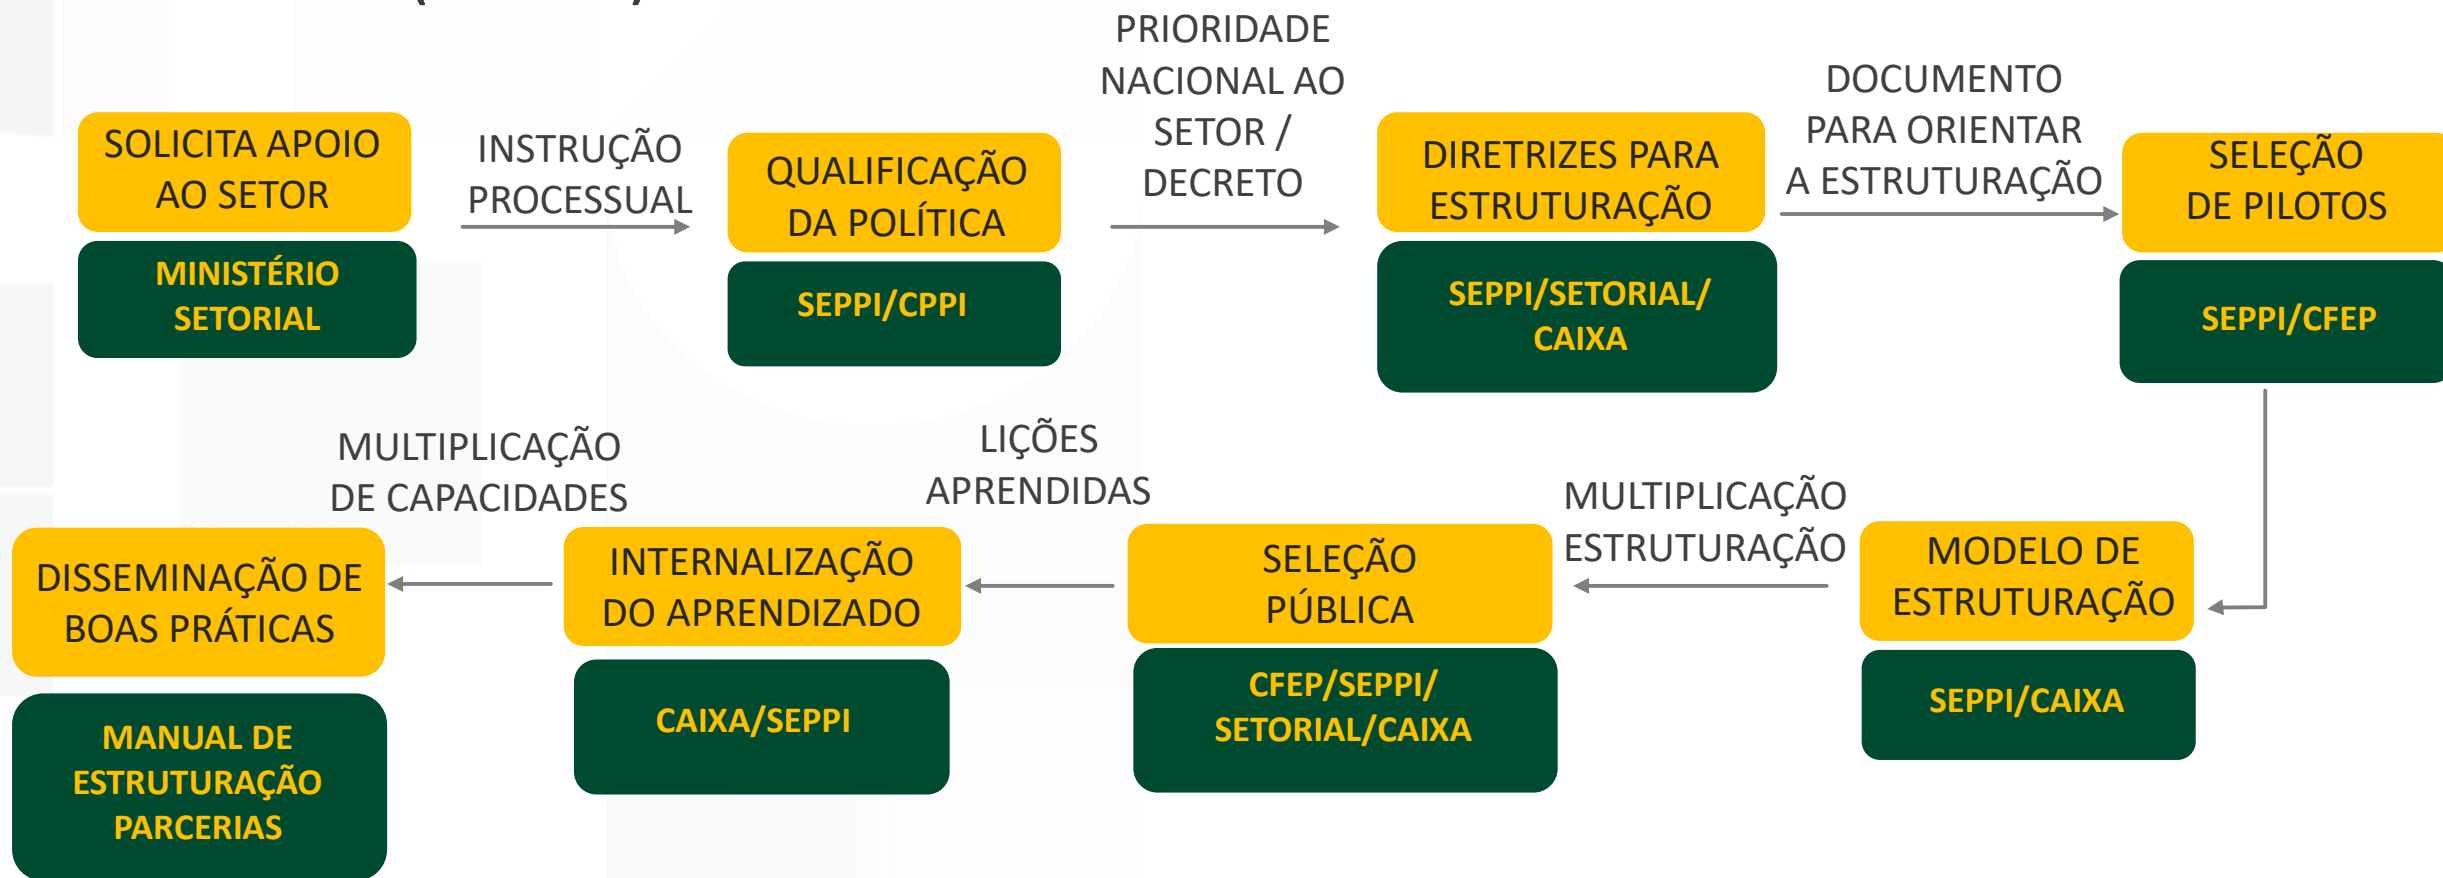 SOLICITA APOIO
AO SETOR
MINISTÉRIO
SETORIAL
INSTRUÇÃO
PROCESSUAL
QUALIFICAÇÃO
DA POLÍTICA
SEPPI/CPPI
PRIORIDADE
NACIONAL AO
SETOR /
DECRETO
DIRETRIZES PARA
ESTRUTURAÇÃO
SEPPI/SETORIAL/
CAIXA
DOCUMENTO
PARA ORIENTAR
A ESTRUTURAÇÃO
SELEÇÃO
DE PILOTOS
SEPPI/CFEP
MODELO DE
ESTRUTURAÇÃO
SEPPI/CAIXA
MULTIPLICAÇÃO
ESTRUTURAÇÃO
SELEÇÃO
PÚBLICA
CFEP/SEPPI/
SETORIAL/CAIXA
LIÇÕES
APRENDIDAS
INTERNALIZAÇÃO
DO APRENDIZADO
CAIXA/SEPPI
MULTIPLICAÇÃO
DE CAPACIDADES
DISSEMINAÇÃO DE
BOAS PRÁTICAS
MANUAL DE
ESTRUTURAÇÃO
PARCERIAS